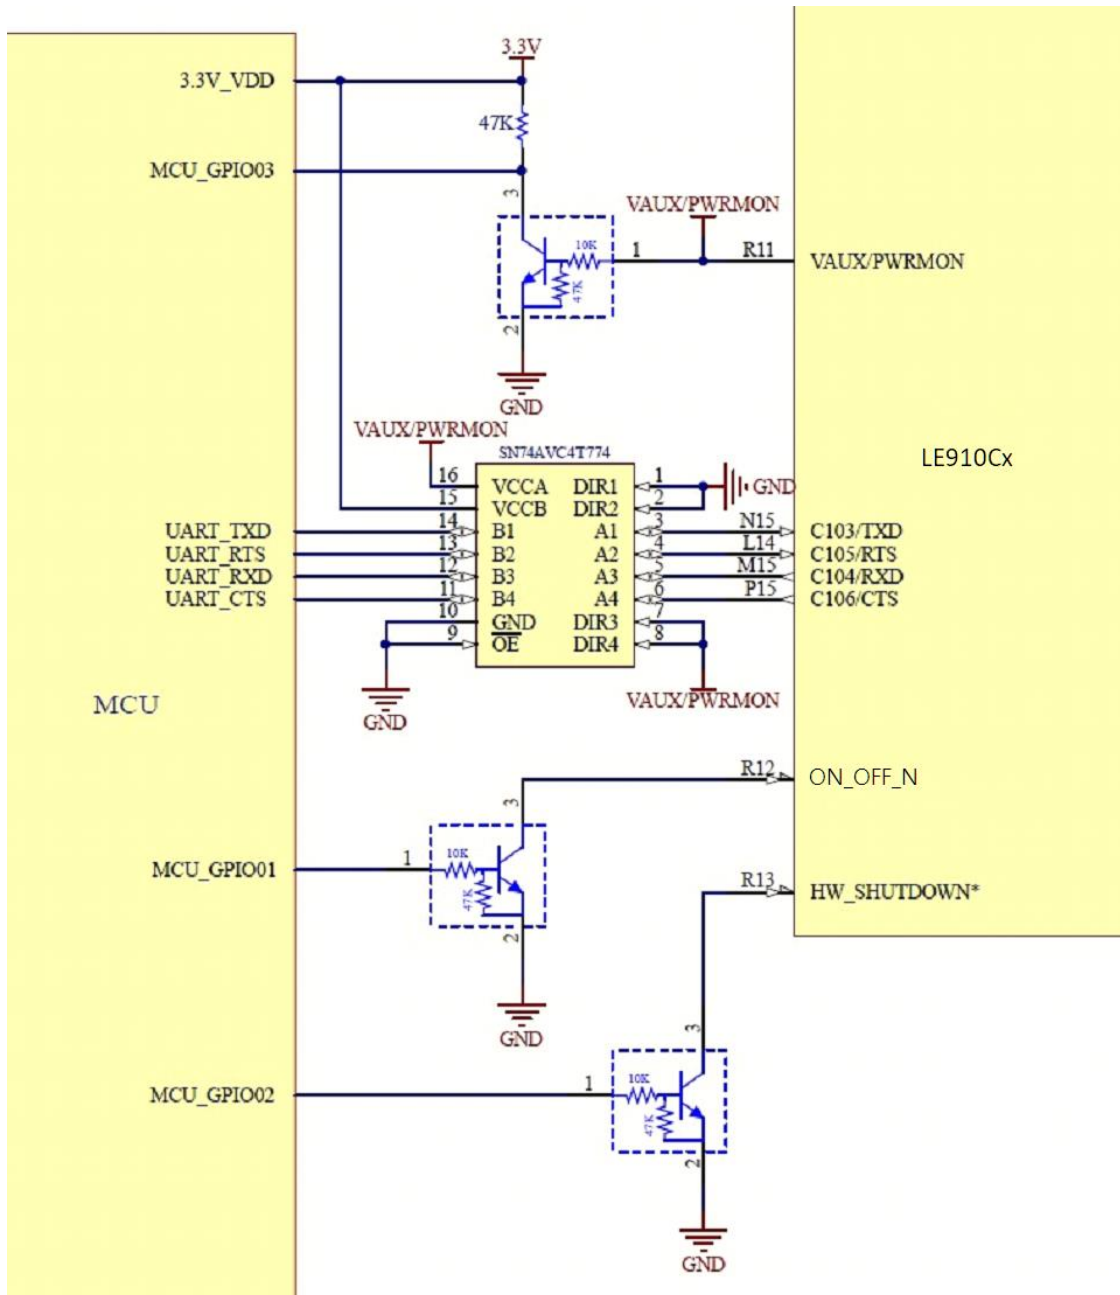 3.3V
3.3V_VDD
47K
MCU_GPIO03
3
VAUX/PWRMON
10K
1
R11
VAUX/PWRMON
47K
2
GND
VAUX/PWRMON
SN74AVC4T774
LE910Cx
16 VCCA DIR1 1 GND
15 VCCB DIR2 2
UART_TXD 14 B1 A1 3 N15 C103/TXD
UART_RTS 13 B2 A2 4 L14 C105/RTS
UART_RXD 12 B3 A3 5 M15 C104/RXD
UART_CTS 11 B4 A4 6 P15 C106/CTS
10 GND DIR3 7
9 OE DIR4 8
MCU
GND
VAUX/PWRMON
R12 ON_OFF_N
3
MCU_GPIO01 1 10K
47K
2
R13 HW_SHUTDOWN*
GND
3
MCU_GPIO02 1 10K
47K
2
GND